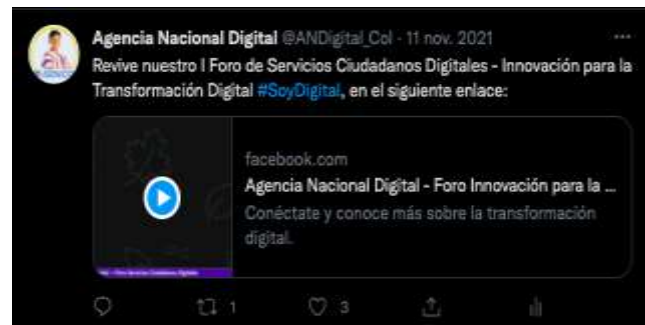 Agencia Nacional Digital @ANDigital_Col · 11 nov. 2021
Revive nuestro I Foro de Servicios Ciudadanos Digitales - Innovación para la
Transformación Digital #SoyDigital, en el siguiente enlace:
facebook.com
Agencia Nacional Digital - Foro Innovación para la ...
Conéctate y conoce más sobre la transformación
digital.
1
3